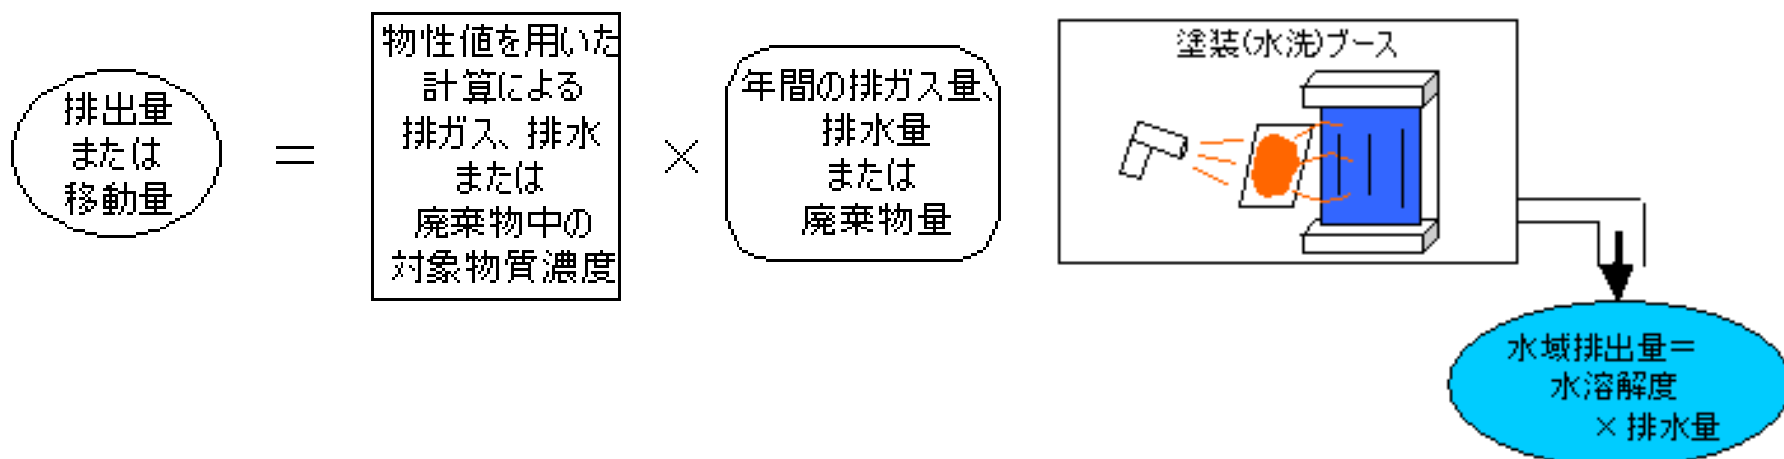 排出量
または
移動量
＝
物性値を用いた
計算による
排ガス、排水
または
廃棄物中の
対象物質濃度
×
年間の排ガス量、
排水量
または
廃棄物量
塗装(水洗)ブース
水域排出量＝
水溶解度
×排水量